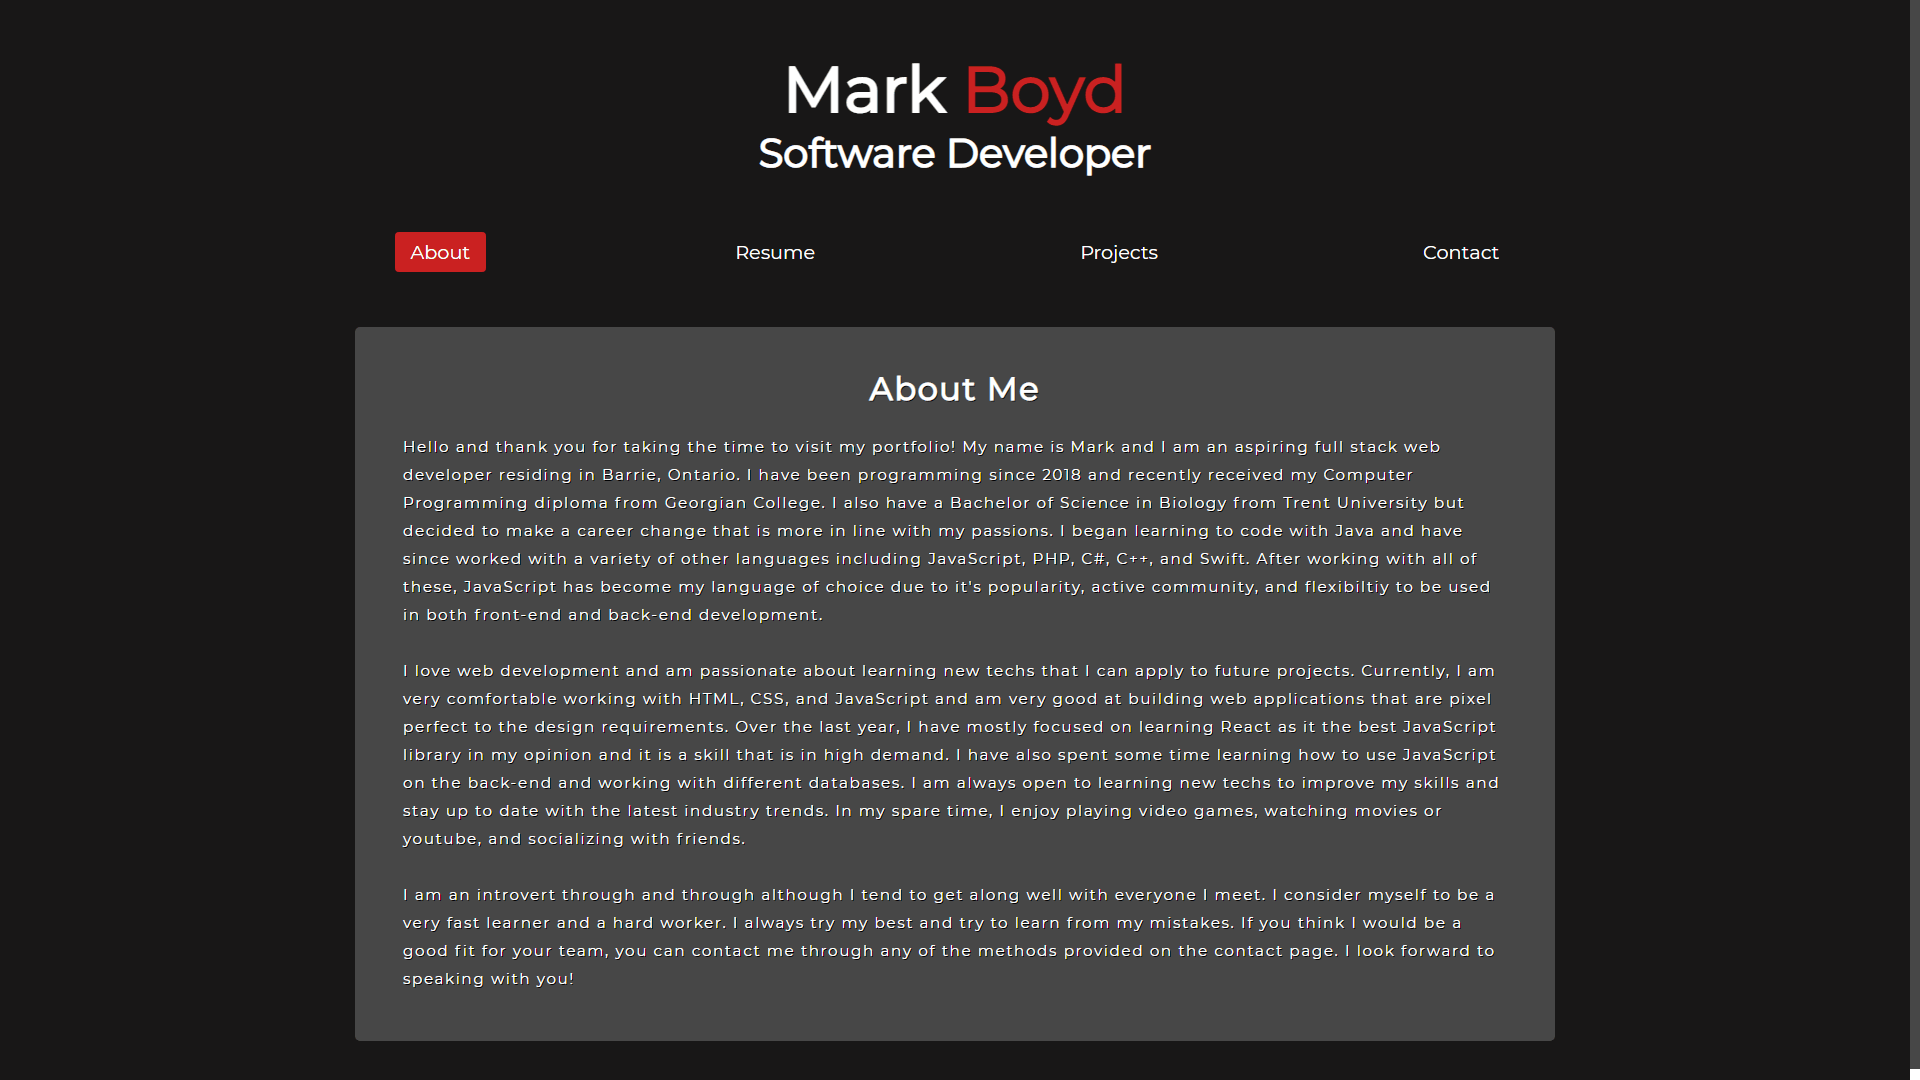 Mark Boyd
Software Developer
About
Resume
Projects
Contact
About Me
Hello and thank you for taking the time to visit my portfolio! My name is Mark and I am an aspiring full stack web
developer residing in Barrie, Ontario. I have been programming since 2018 and recently received my Computer
Programming diploma from Georgian College. I also have a Bachelor of Science in Biology from Trent University but
decided to make a career change that is more in line with my passions. I began learning to code with Java and have
since worked with a variety of other languages including JavaScript, PHP, C#, C++, and Swift. After working with all of
these, JavaScript has become my language of choice due to it's popularity, active community, and flexibiltiy to be used
in both front-end and back-end development.
I love web development and am passionate about learning new techs that I can apply to future projects. Currently, I am
very comfortable working with HTML, CSS, and JavaScript and am very good at building web applications that are pixel
perfect to the design requirements. Over the last year, I have mostly focused on learning React as it the best JavaScript
library in my opinion and it is a skill that is in high demand. I have also spent some time learning how to use JavaScript
on the back-end and working with different databases. I am always open to learning new techs to improve my skills and
stay up to date with the latest industry trends. In my spare time, I enjoy playing video games, watching movies or
youtube, and socializing with friends.
I am an introvert through and through although I tend to get along well with everyone I meet. I consider myself to be a
very fast learner and a hard worker. I always try my best and try to learn from my mistakes. If you think I would be a
good fit for your team, you can contact me through any of the methods provided on the contact page. I look forward to
speaking with you!